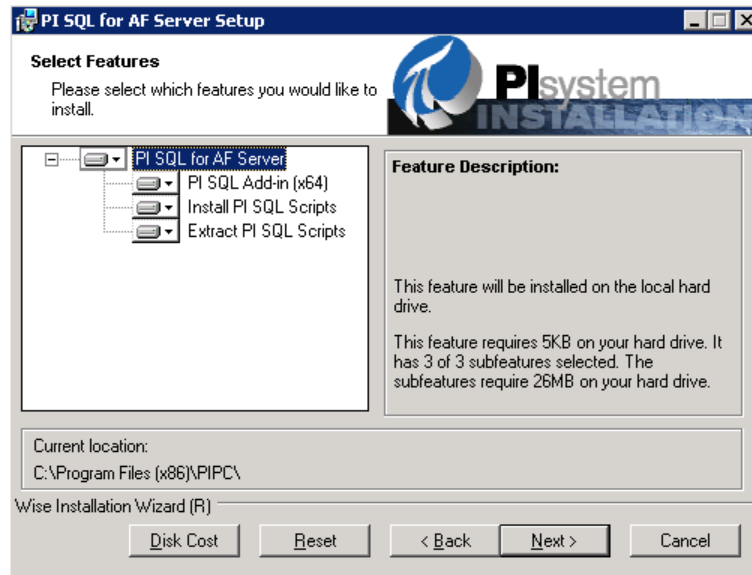 PI SQL for AF Server Setup
Select Features
Please select which features you would like to
install.
PIsystem
INSTALLATION
PI SQL for AF Server
PI SQL Add-in (x64)
Install PI SQL Scripts
Extract PI SQL Scripts
Feature Description:
This feature will be installed on the local hard
drive.
This feature requires 5KB on your hard drive. It
has 3 of 3 subfeatures selected. The
subfeatures require 26MB on your hard drive.
Current location:
C:\Program Files (x86)\PIPC\
Wise Installation Wizard (R)
Disk Cost Reset < Back Next > Cancel